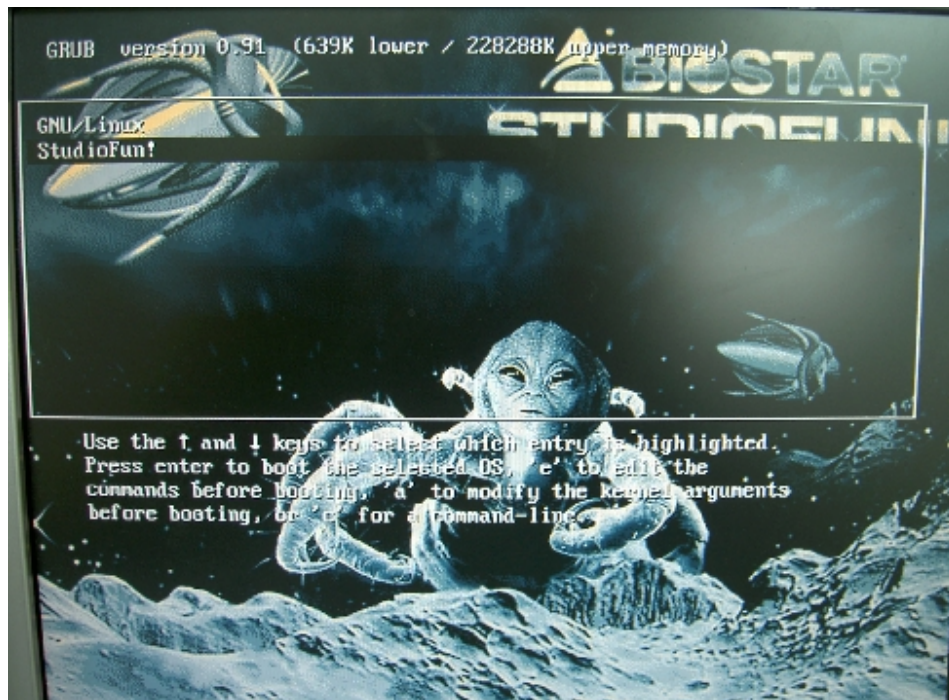 GRUB version 0.91 (639K lower / 228288K upper memory)
BIOSTAR
STUDIOFUN
GNU/Linux
StudioFun!
Use the ↑ and ↓ keys to select which entry is highlighted.
Press enter to boot the selected OS, 'e' to edit the
commands before booting, 'a' to modify the kernel arguments
before booting, or 'c' for a command-line.